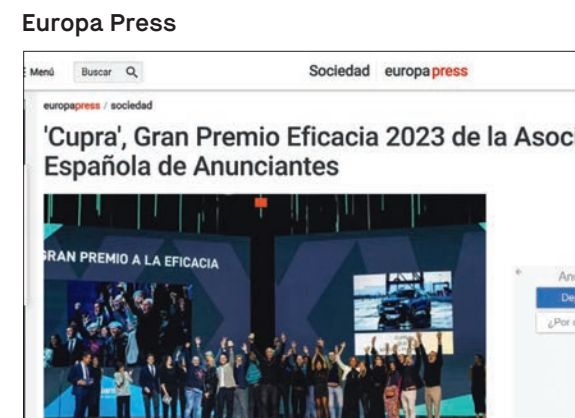 Europa Press
Menú Buscar Sociedad europapress
europapress / sociedad
'Cupra', Gran Premio Eficacia 2023 de la Asoc
Española de Anunciantes
GRAN PREMIO A LA EFICACIA